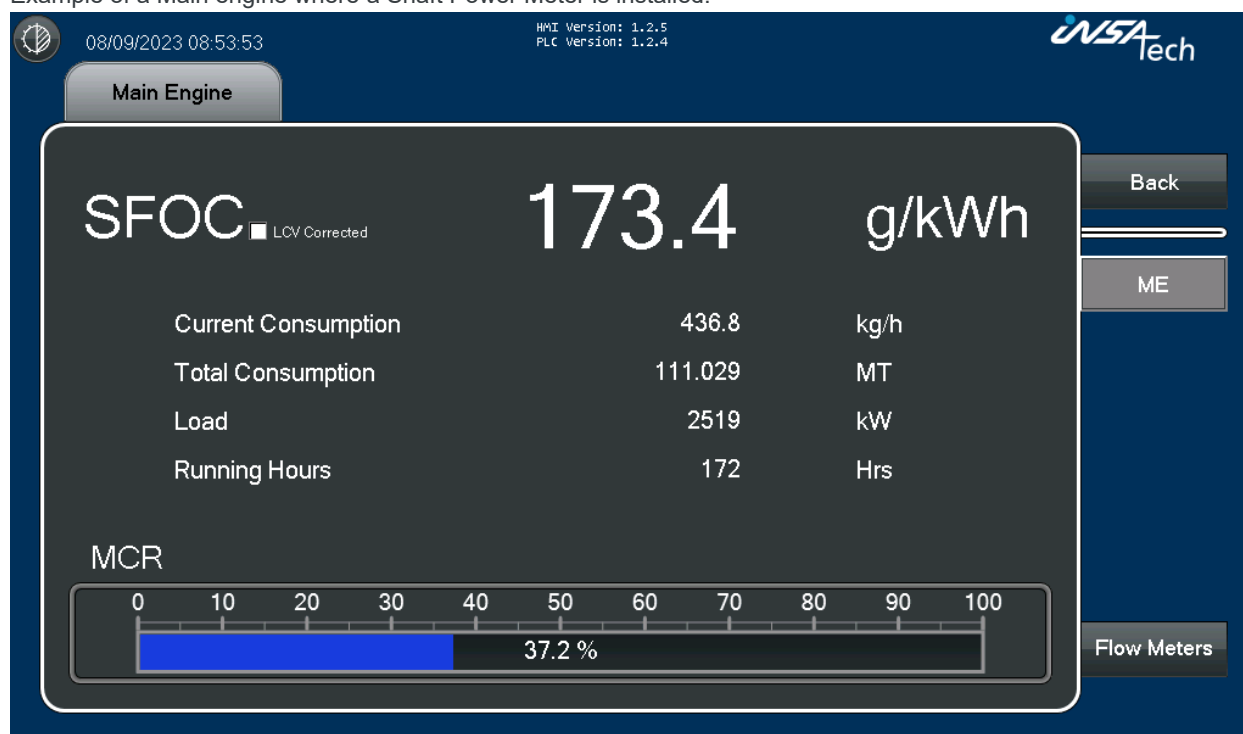 Example of a Main engine where a Shaft Power Meter is installed.
08/09/2023 08:53:53
HMI Version: 1.2.5
PLC Version: 1.2.4
iNSA Tech
Main Engine
Back
SFOC LCV Corrected 173.4 g/kWh
ME
Current Consumption 436.8 kg/h
Total Consumption 111.029 MT
Load 2519 kW
Running Hours 172 Hrs
MCR
0 10 20 30 40 50 60 70 80 90 100
37.2 %
Flow Meters